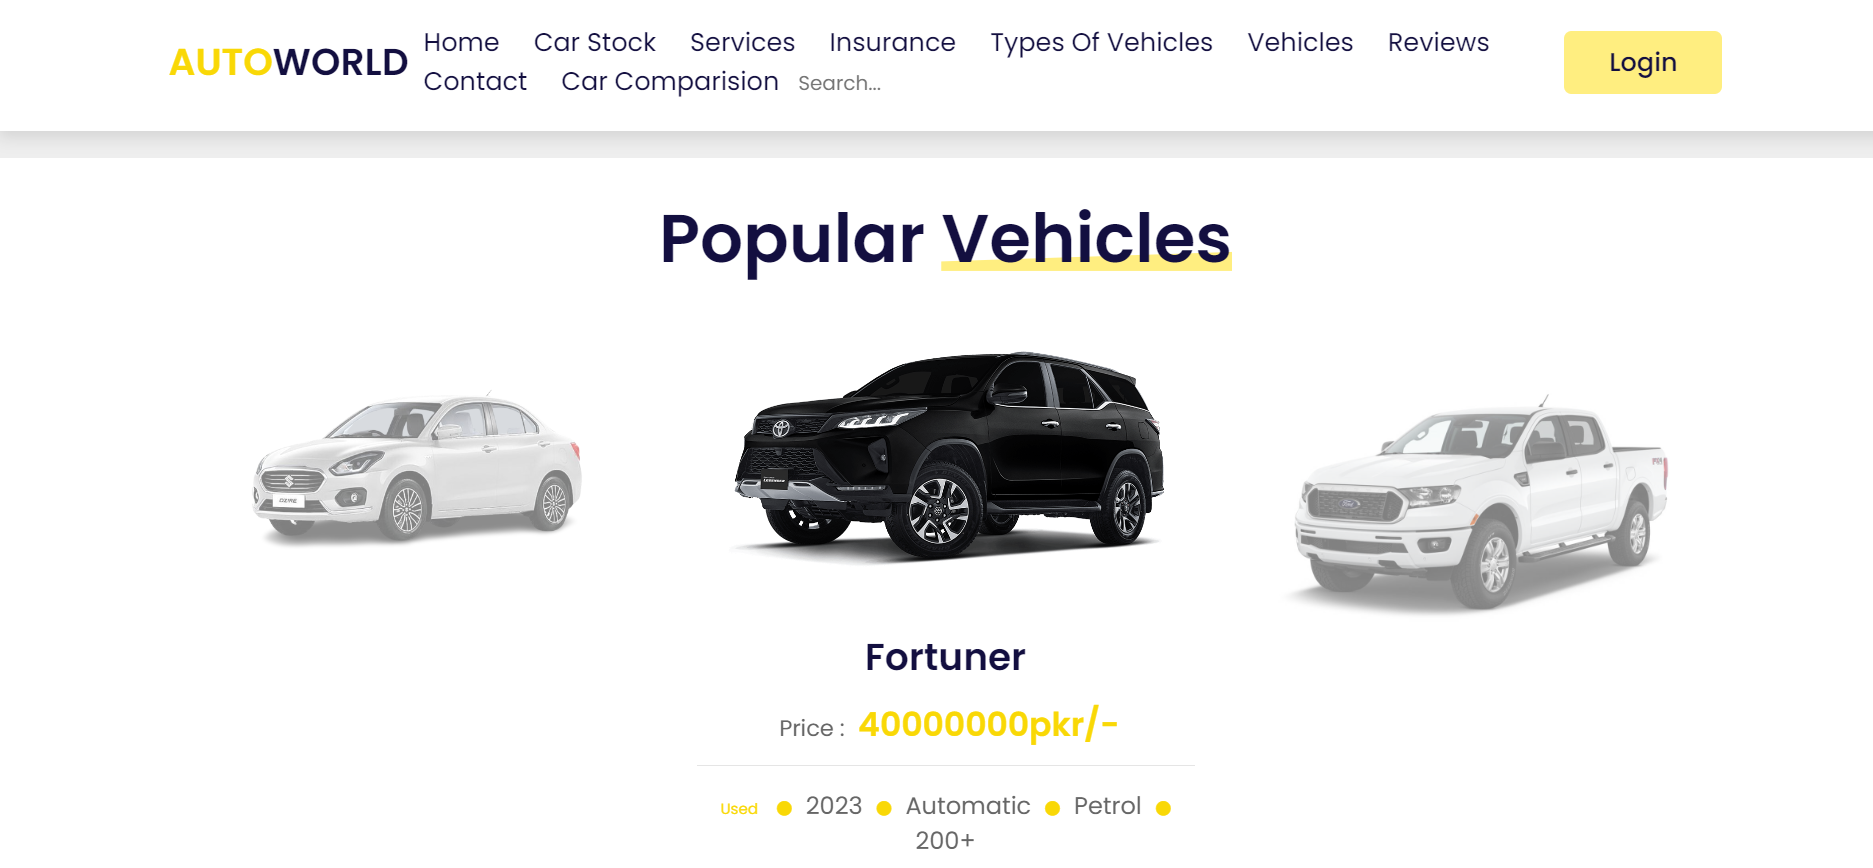 AUTOWORLD
Home Car Stock Services Insurance Types Of Vehicles Vehicles Reviews
Contact Car Comparision Search...
Login
Popular Vehicles
DZIRE
Fortuner
Price : 40000000pkr/-
Used 2023 Automatic Petrol
200+